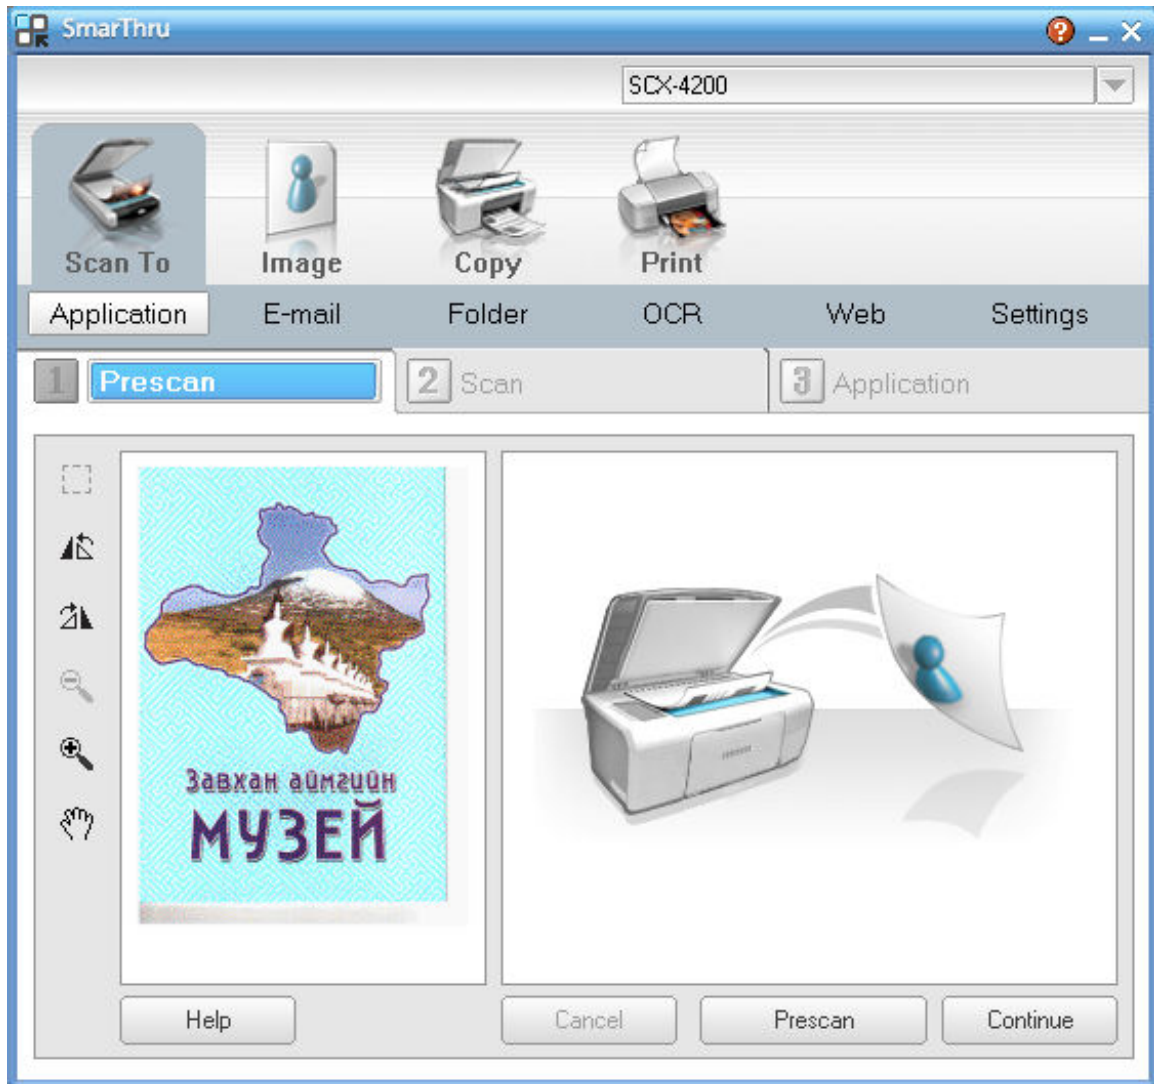 SmarThru
SCX-4200
Scan To Image Copy Print
Application E-mail Folder OCR Web Settings
1 Prescan 2 Scan 3 Application
Завхан аймгийн
МУЗЕЙ
Help Cancel Prescan Continue